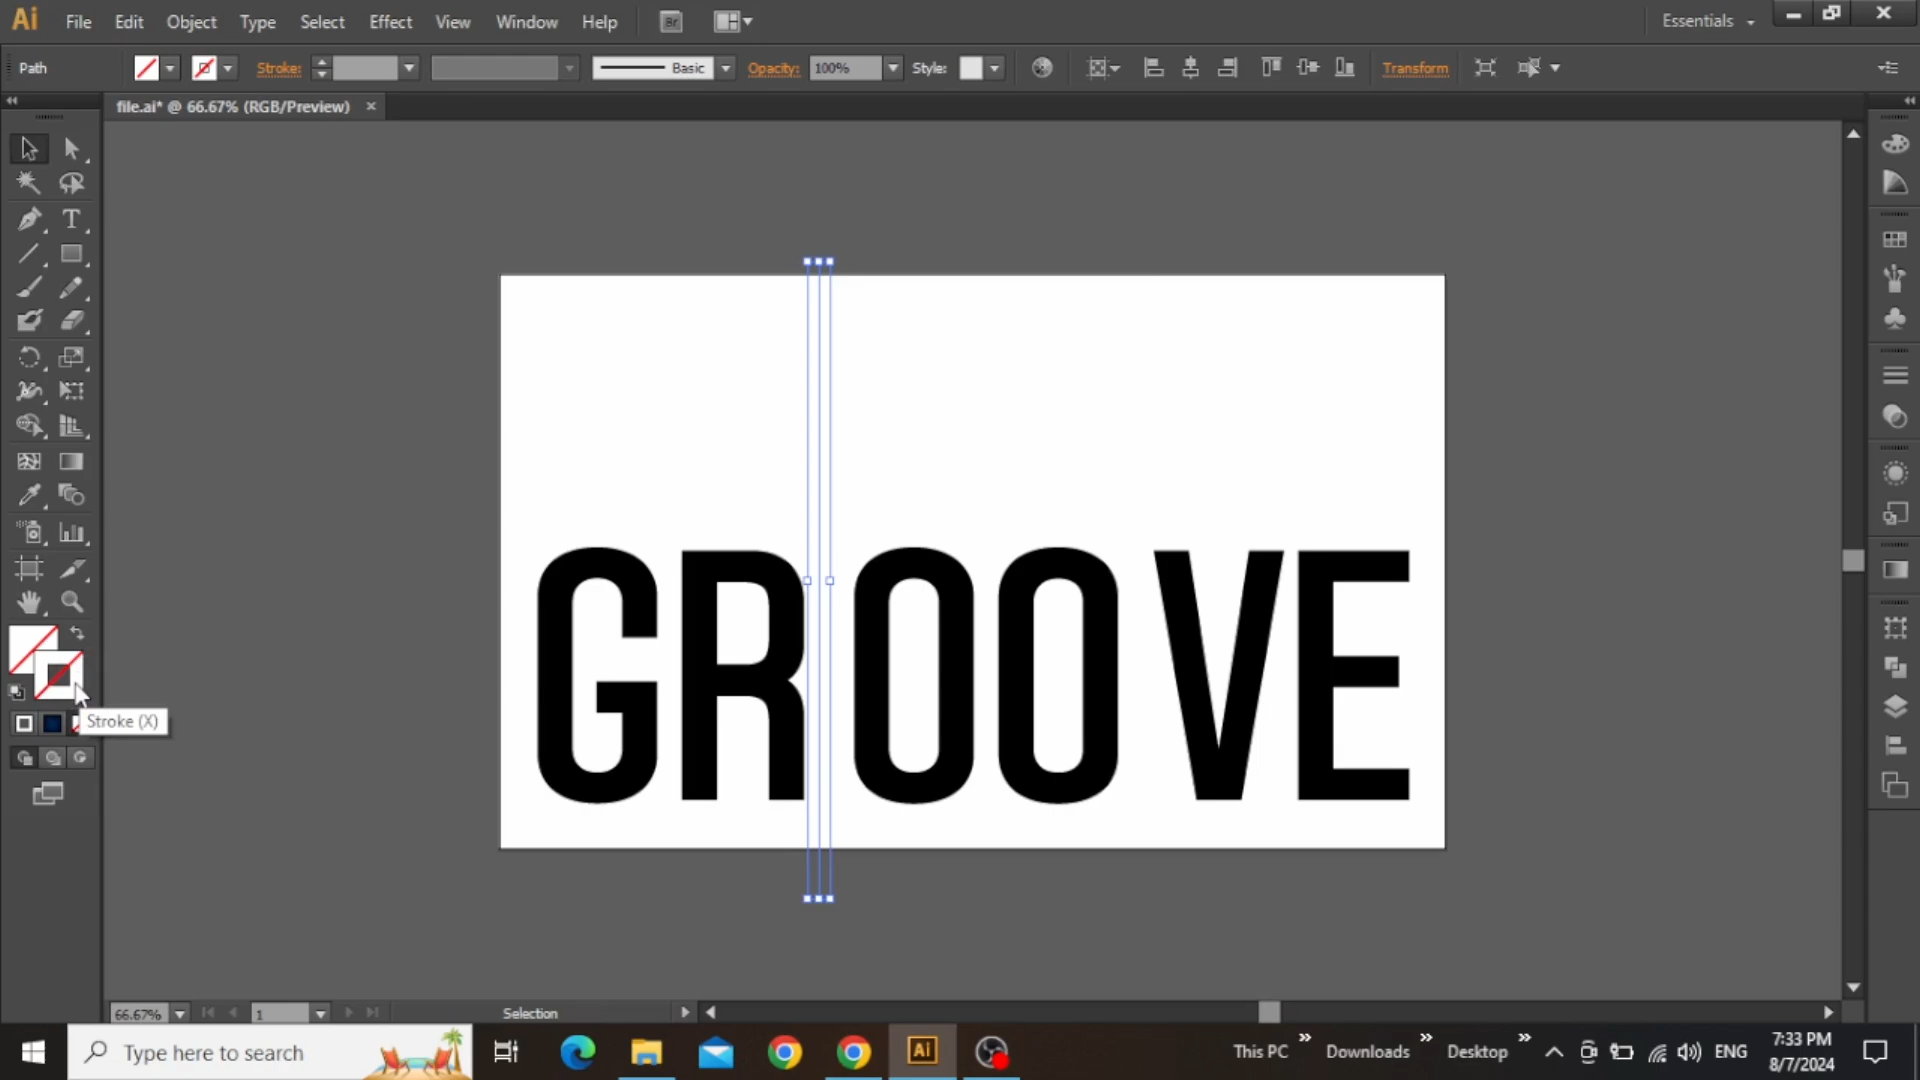 Ai File Edit Object Type Select Effect View Window Help Br Essentials
Path Stroke: Basic Opacity: 100% Style: Transform
file.ai* @ 66.67% (RGB/Preview)
T
GROOVE
Stroke (X)
66.67% 1 Selection
Type here to search Ai This PC Downloads Desktop ENG 7:33 PM
8/7/2024